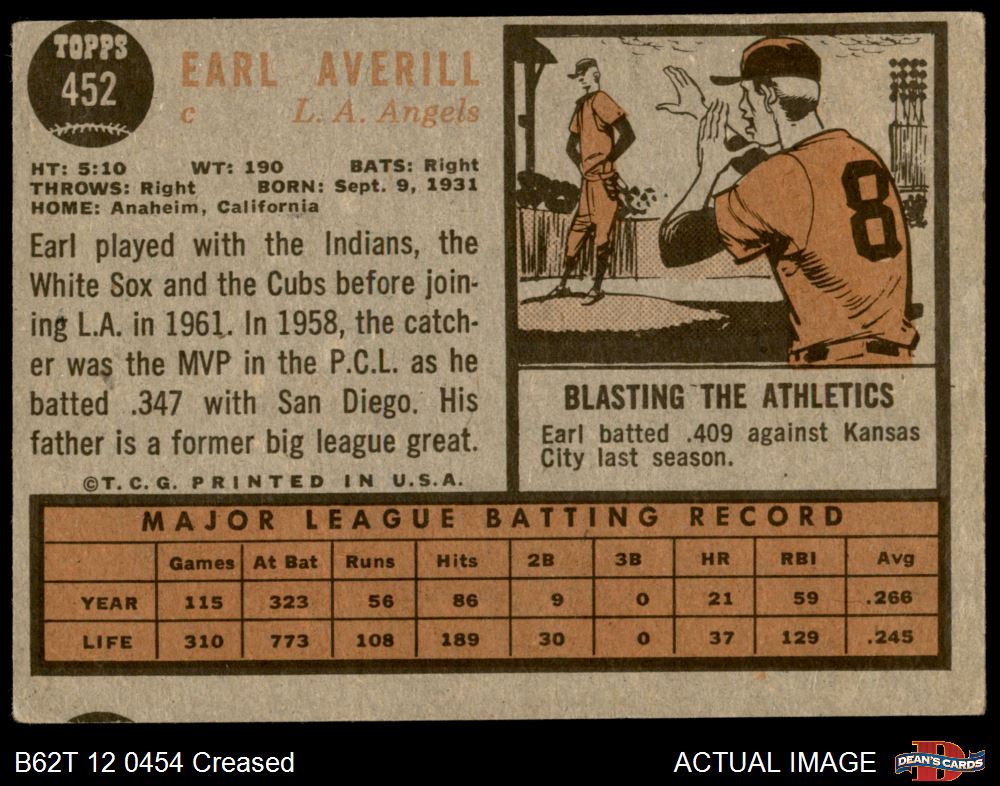 TOPPS
452
EARL AVERILL
c L. A. Angels
HT: 5:10 WT: 190 BATS: Right
THROWS: Right BORN: Sept. 9, 1931
HOME: Anaheim, California
Earl played with the Indians, the
White Sox and the Cubs before join-
ing L.A. in 1961. In 1958, the catch-
er was the MVP in the P.C.L. as he
batted .347 with San Diego. His
father is a former big league great.
©T. C. G. PRINTED IN U.S.A.
8
BLASTING THE ATHLETICS
Earl batted .409 against Kansas
City last season.
MAJOR LEAGUE BATTING RECORD
Games At Bat Runs Hits 2B 3B HR RBI Avg
YEAR 115 323 56 86 9 0 21 59 .266
LIFE 310 773 108 189 30 0 37 129 .245
B62T 12 0454 Creased
ACTUAL IMAGE
D
DEAN'S CARDS